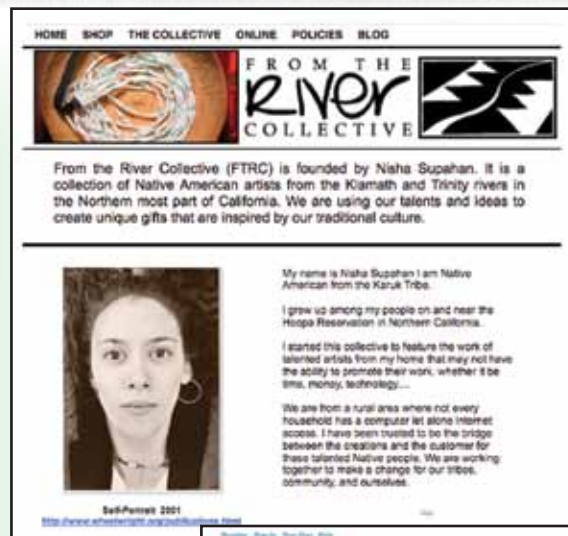 HOME SHOP THE COLLECTIVE ONLINE POLICIES BLOG
FROM THE
RiveR
COLLECTIVE
From the River Collective (FTRC) is founded by Nisha Supahan. It is a
collection of Native American artists from the Klamath and Trinity rivers in
the Northern most part of California. We are using our talents and ideas to
create unique gifts that are inspired by our traditional culture.
My name is Nisha Supahan I am Native
American from the Karuk Tribe.
I grew up among my people on and near the
Hoopa Reservation in Northern California.
I started this collective to feature the work of
talented artists from my home that may not have
the ability to promote their work, whether it be
time, money, technology....
We are from a rural area where not every
household has a computer let alone internet
access. I have been trusted to be the bridge
between the creations and the customer for
these talented Native people. We are working
together to make a change for our tribes,
community, and ourselves.
Self-Portrait 2001
http://www.wheelwright.org/publications.html